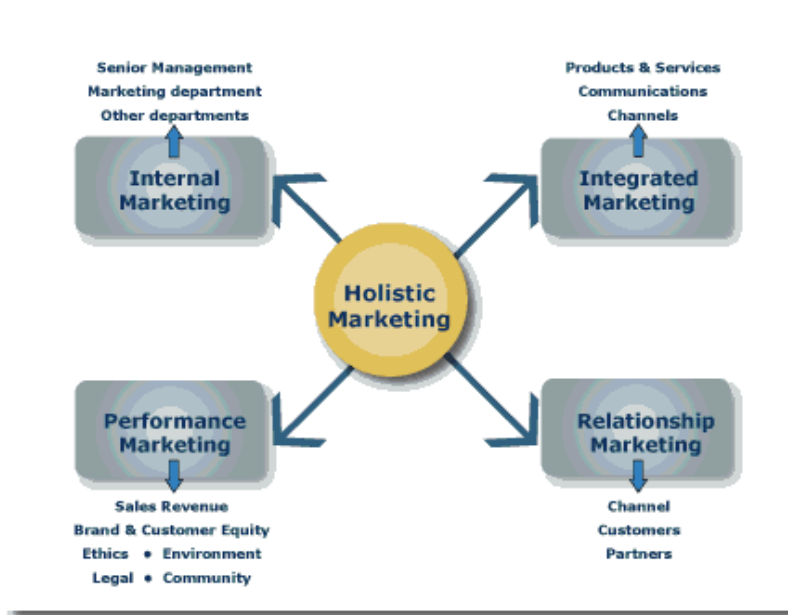 Senior Management
Marketing department
Other departments
Internal
Marketing
Products & Services
Communications
Channels
Integrated
Marketing
Holistic
Marketing
Performance
Marketing
Sales Revenue
Brand & Customer Equity
Ethics • Environment
Legal • Community
Relationship
Marketing
Channel
Customers
Partners